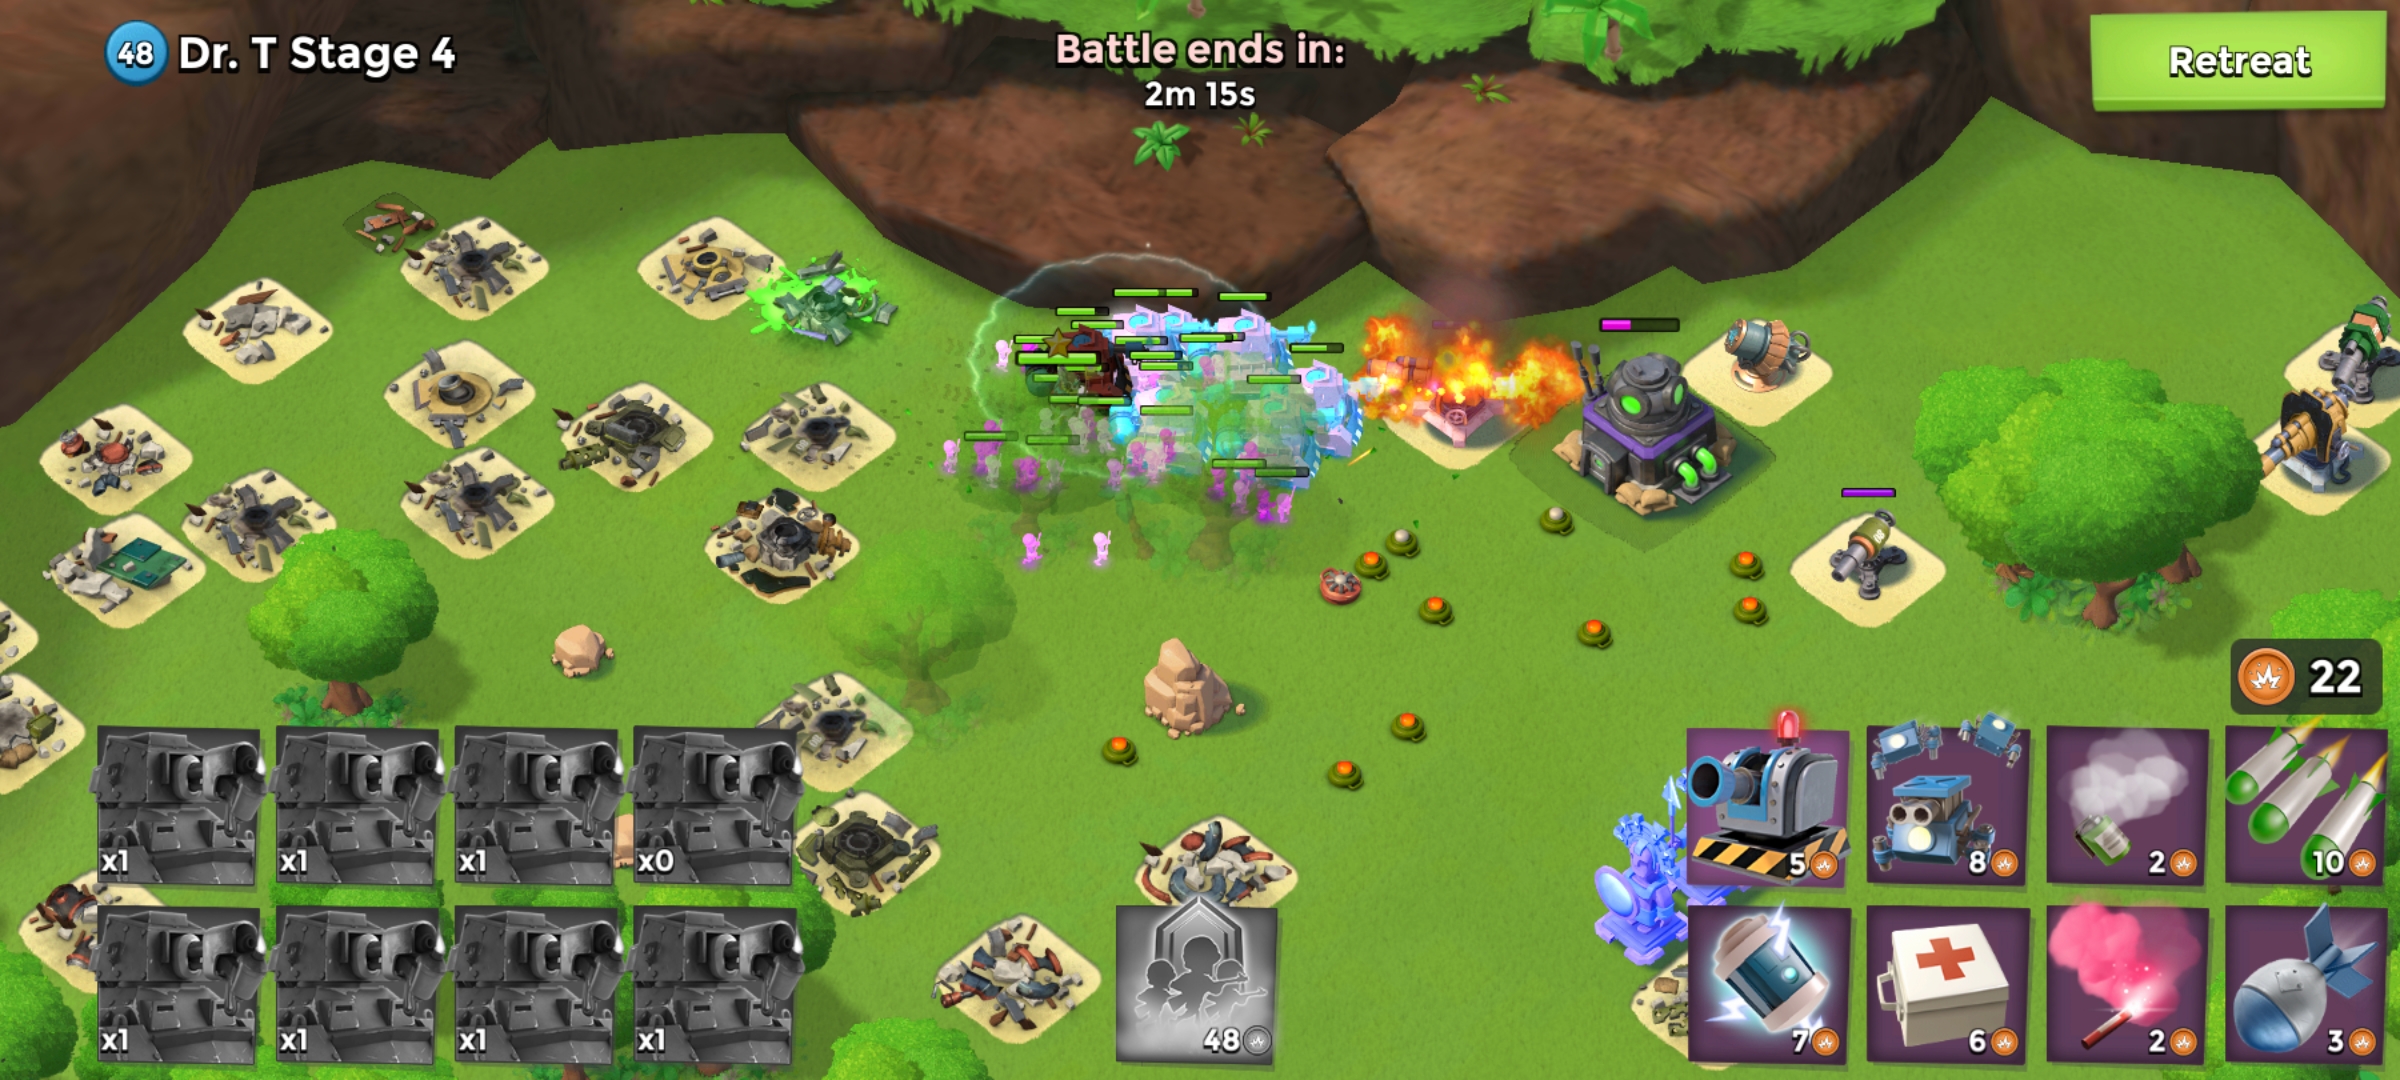 48 Dr. T Stage 4
Battle ends in:
2m 15s
Retreat
22
x1 x1 x1 x0
5 8 2 10
x1 x1 x1 x1
48
7 6 2 3